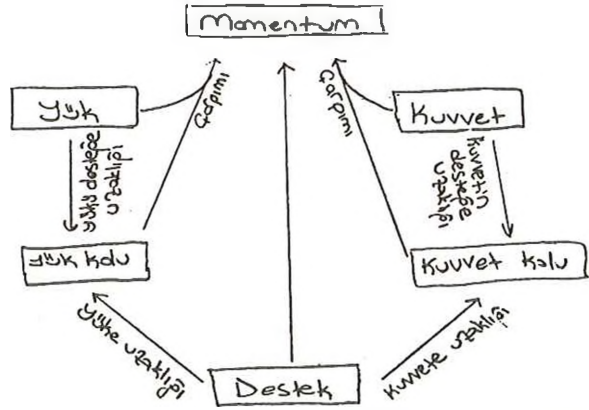 Momentum
Yük
çarpımı
çarpımı
Kuvvet
yükü desteğe
uzaklığı
kuvvetin
desteğe
uzaklığı
yük kolu
kuvvet kolu
yüke uzaklığı
Destek
kuvvete uzaklığı